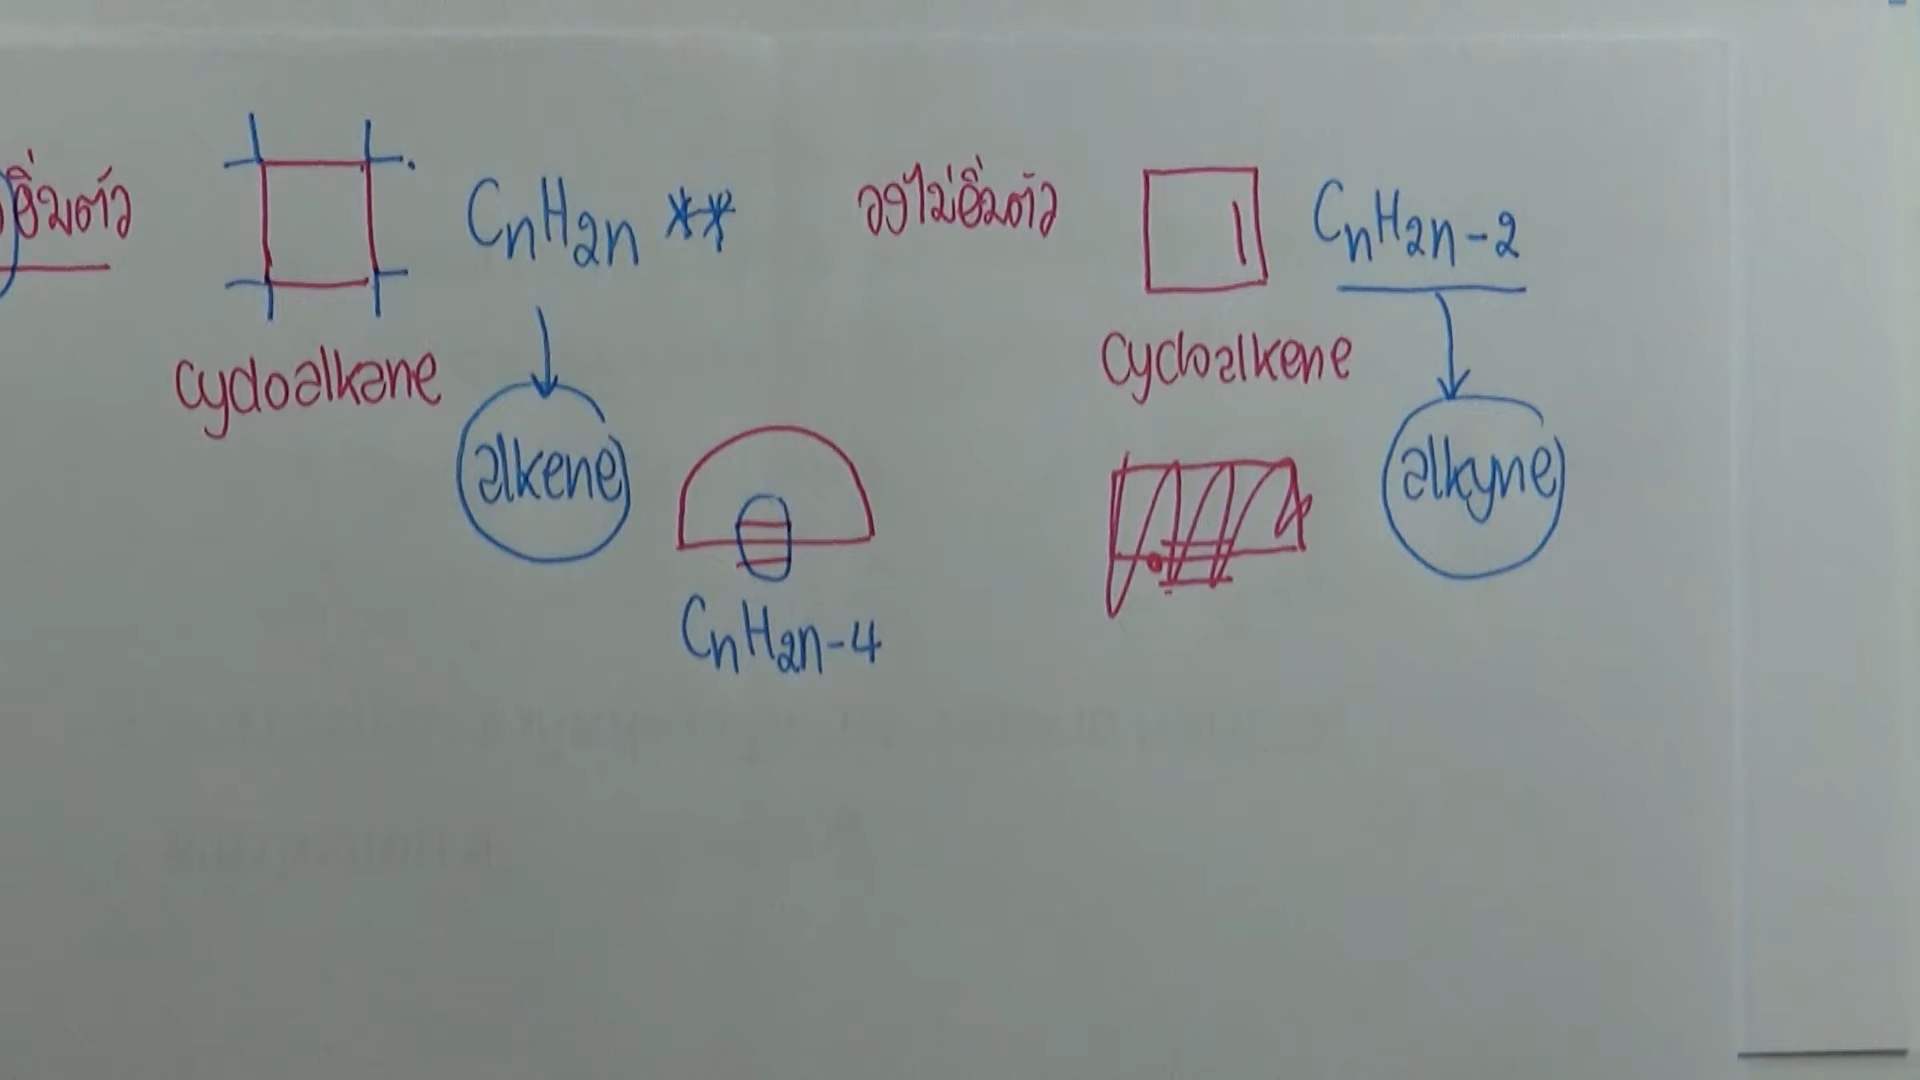 อิ่มตัว
CnH2n **
cycloalkane
alkene
CnH2n-4
วงไม่อิ่มตัว
CnH2n-2
cycloalkene
alkyne